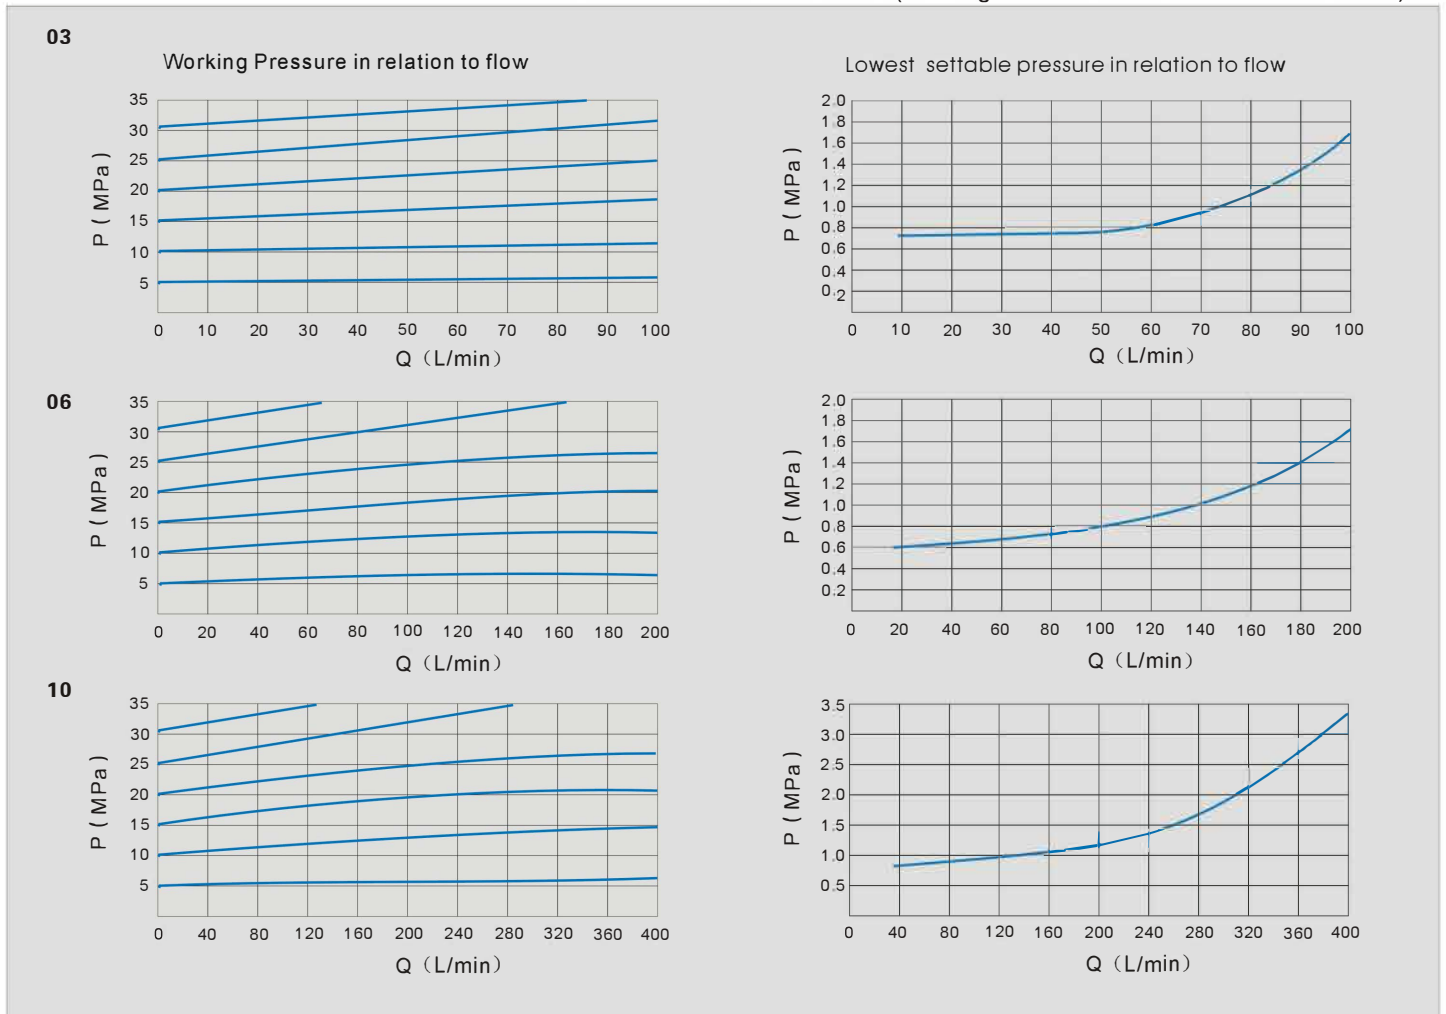 03
Working Pressure in relation to flow
Lowest settable pressure in relation to flow
35
30
25
20
15
10
5
P ( MPa )
0 10 20 30 40 50 60 70 80 90 100
Q (L/min)
2.0
1.8
1.6
1.4
1.2
1.0
0.8
0.6
0.4
0.2
P ( MPa )
0 10 20 30 40 50 60 70 80 90 100
Q (L/min)
06
35
30
25
20
15
10
5
P ( MPa )
0 20 40 60 80 100 120 140 160 180 200
Q (L/min)
2.0
1.8
1.6
1.4
1.2
1.0
0.8
0.6
0.4
0.2
P ( MPa )
0 20 40 60 80 100 120 140 160 180 200
Q (L/min)
10
35
30
25
20
15
10
5
P ( MPa )
0 40 80 120 160 200 240 280 320 360 400
Q (L/min)
3.5
3.0
2.5
2.0
1.5
1.0
0.5
P ( MPa )
0 40 80 120 160 200 240 280 320 360 400
Q (L/min)